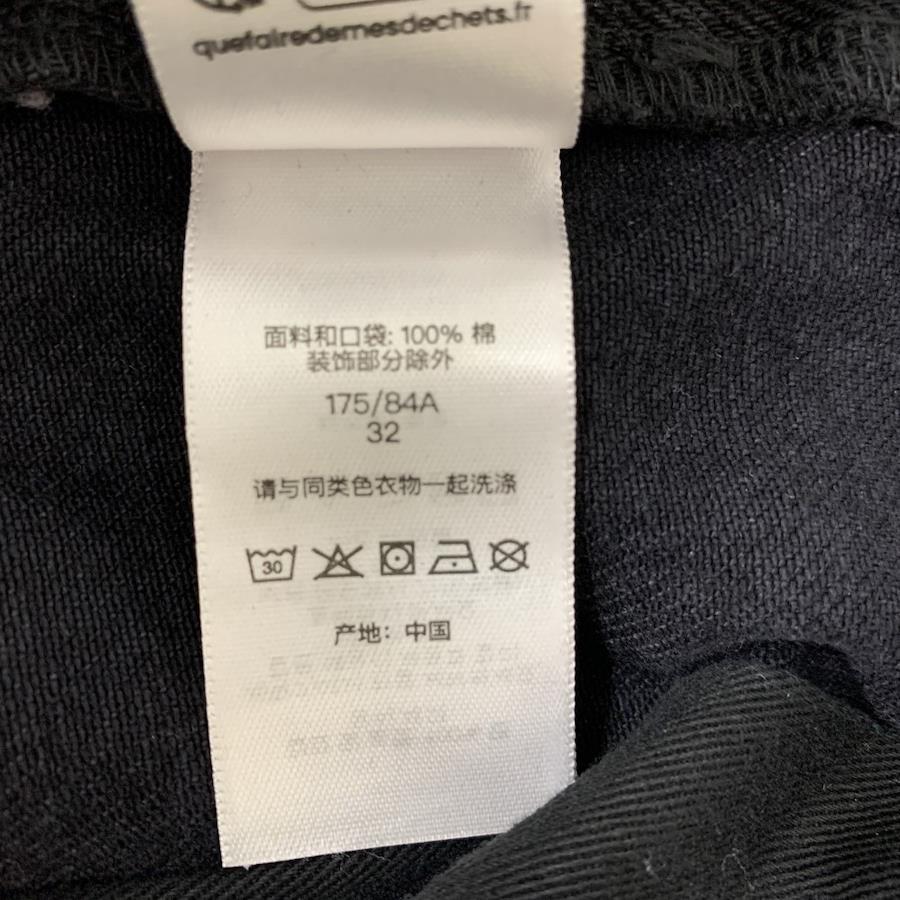 quefairedemesdechets.fr
面料和口袋: 100% 棉
装饰部分除外
175/84A
32
请与同类色衣物一起洗涤
30
产地：中国